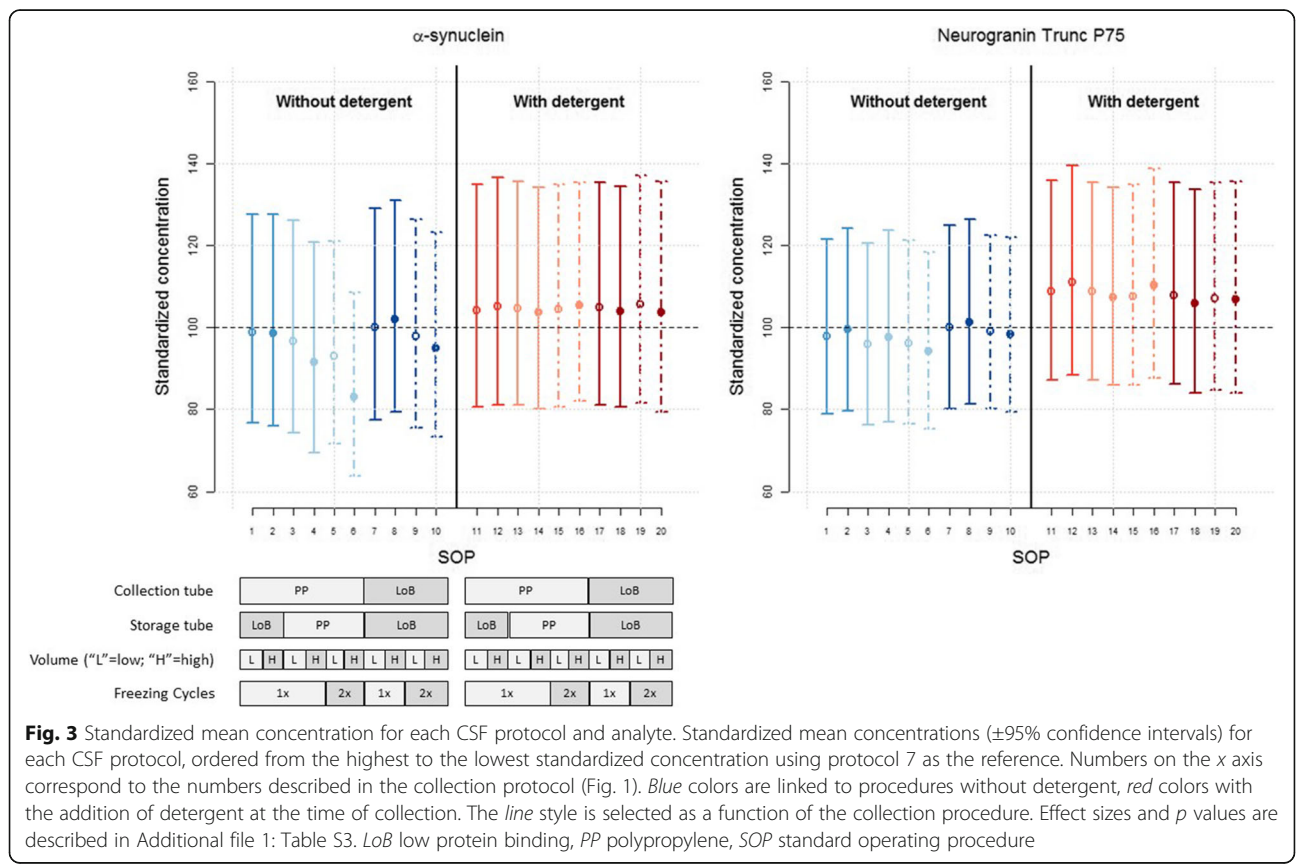 α-synuclein
Neurogranin Trunc P75
Without detergent
With detergent
Without detergent
With detergent
Standardized concentration
160
140
120
100
80
60
Standardized concentration
160
140
120
100
80
60
1 2 3 4 5 6 7 8 9 10 11 12 13 14 15 16 17 18 19 20
1 2 3 4 5 6 7 8 9 10 11 12 13 14 15 16 17 18 19 20
SOP
SOP
Collection tube PP LoB PP LoB
Storage tube LoB PP LoB LoB PP LoB
Volume (“L”=low; “H”=high) L H L H L H L H L H L H L H L H L H L H
Freezing Cycles 1x 2x 1x 2x 1x 2x 1x 2x
Fig. 3 Standardized mean concentration for each CSF protocol and analyte. Standardized mean concentrations (±95% confidence intervals) for
each CSF protocol, ordered from the highest to the lowest standardized concentration using protocol 7 as the reference. Numbers on the x axis
correspond to the numbers described in the collection protocol (Fig. 1). Blue colors are linked to procedures without detergent, red colors with
the addition of detergent at the time of collection. The line style is selected as a function of the collection procedure. Effect sizes and p values are
described in Additional file 1: Table S3. LoB low protein binding, PP polypropylene, SOP standard operating procedure